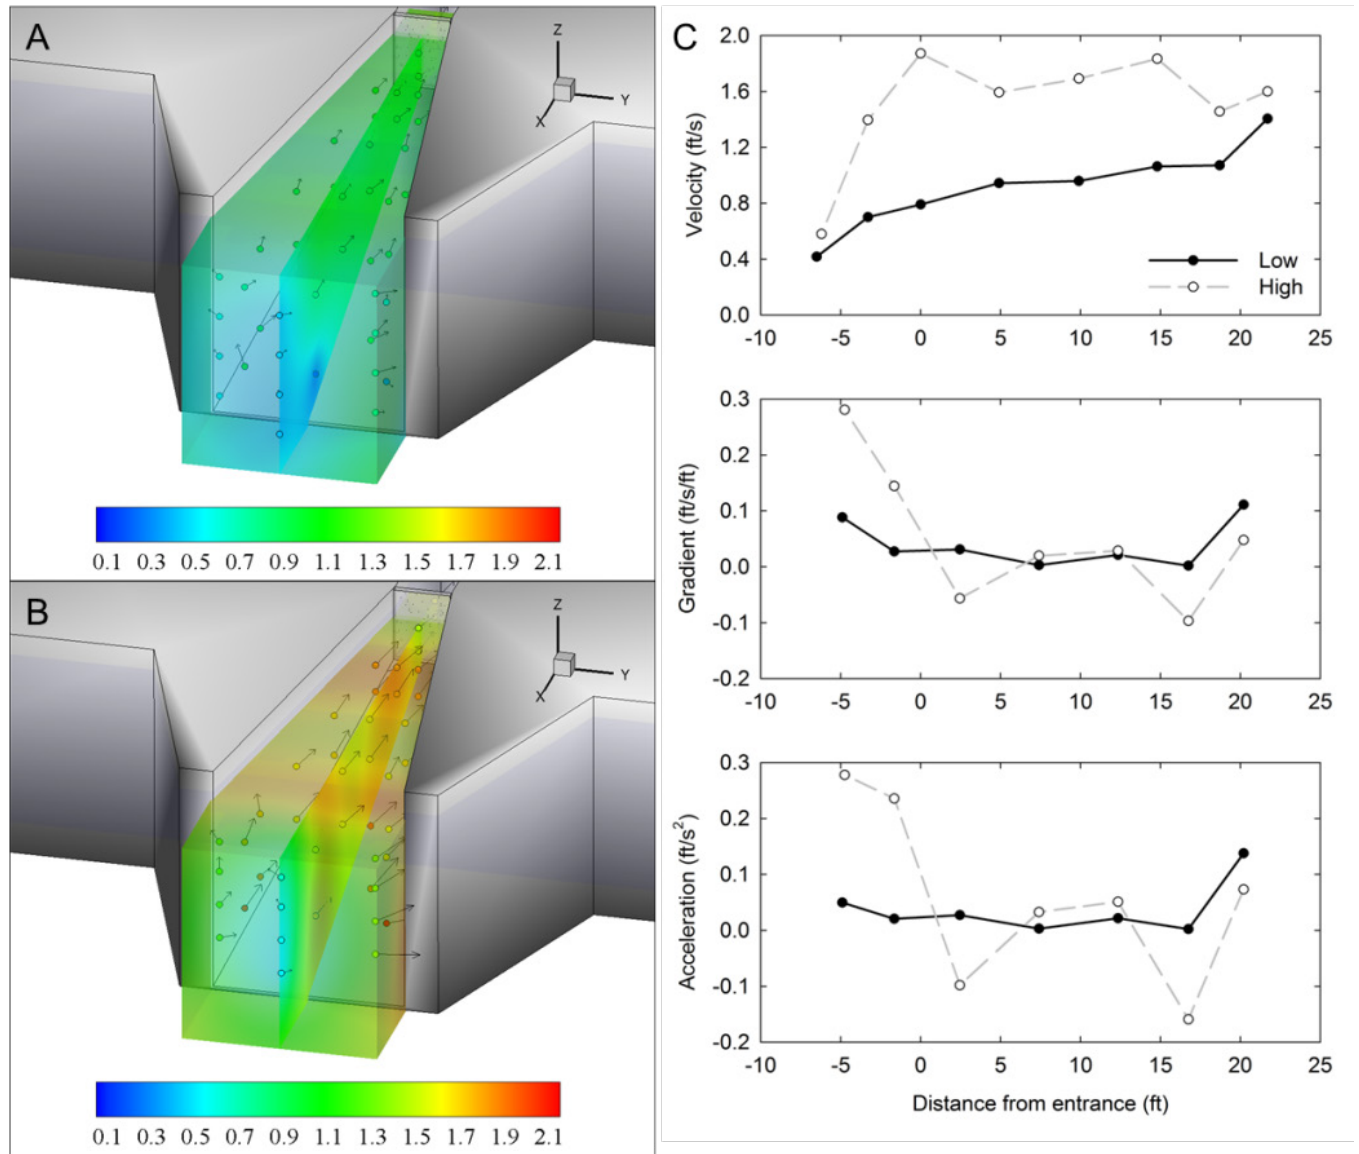 A
Z
Y
X
0.1 0.3 0.5 0.7 0.9 1.1 1.3 1.5 1.7 1.9 2.1
B
Z
Y
X
0.1 0.3 0.5 0.7 0.9 1.1 1.3 1.5 1.7 1.9 2.1
C
Velocity (ft/s)
2.0
1.6
1.2
0.8
0.4
0.0
Low
High
-10 -5 0 5 10 15 20 25
Gradient (ft/s/ft)
0.3
0.2
0.1
0.0
-0.1
-0.2
-10 -5 0 5 10 15 20 25
Acceleration (ft/s²)
0.3
0.2
0.1
0.0
-0.1
-0.2
-10 -5 0 5 10 15 20 25
Distance from entrance (ft)